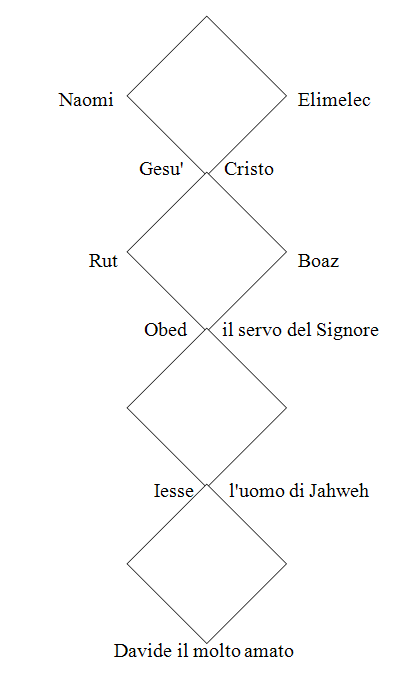 Naomi Elimelec
Gesu' Cristo
Rut Boaz
Obed il servo del Signore
Iesse l'uomo di Jahweh
Davide il molto amato